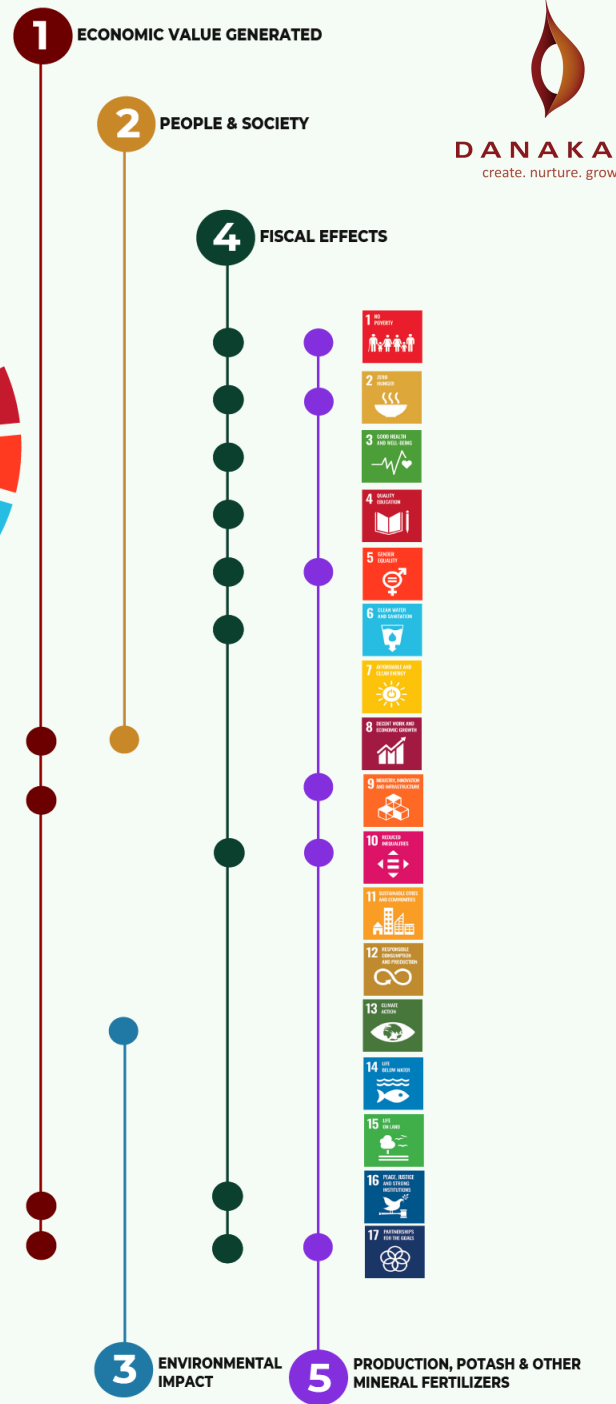 1 ECONOMIC VALUE GENERATED
DANAKA
create. nurture. grow
2 PEOPLE & SOCIETY
4 FISCAL EFFECTS
1 NO
POVERTY
2 ZERO
HUNGER
3 GOOD HEALTH
AND WELL-BEING
4 QUALITY
EDUCATION
5 GENDER
EQUALITY
6 CLEAN WATER
AND SANITATION
7 AFFORDABLE AND
CLEAN ENERGY
8 DECENT WORK AND
ECONOMIC GROWTH
9 INDUSTRY, INNOVATION
AND INFRASTRUCTURE
10 REDUCED
INEQUALITIES
11 SUSTAINABLE CITIES
AND COMMUNITIES
12 RESPONSIBLE
CONSUMPTION
AND PRODUCTION
13 CLIMATE
ACTION
14 LIFE
BELOW WATER
15 LIFE
ON LAND
16 PEACE, JUSTICE
AND STRONG
INSTITUTIONS
17 PARTNERSHIPS
FOR THE GOALS
3 ENVIRONMENTAL
IMPACT
5 PRODUCTION, POTASH & OTHER
MINERAL FERTILIZERS